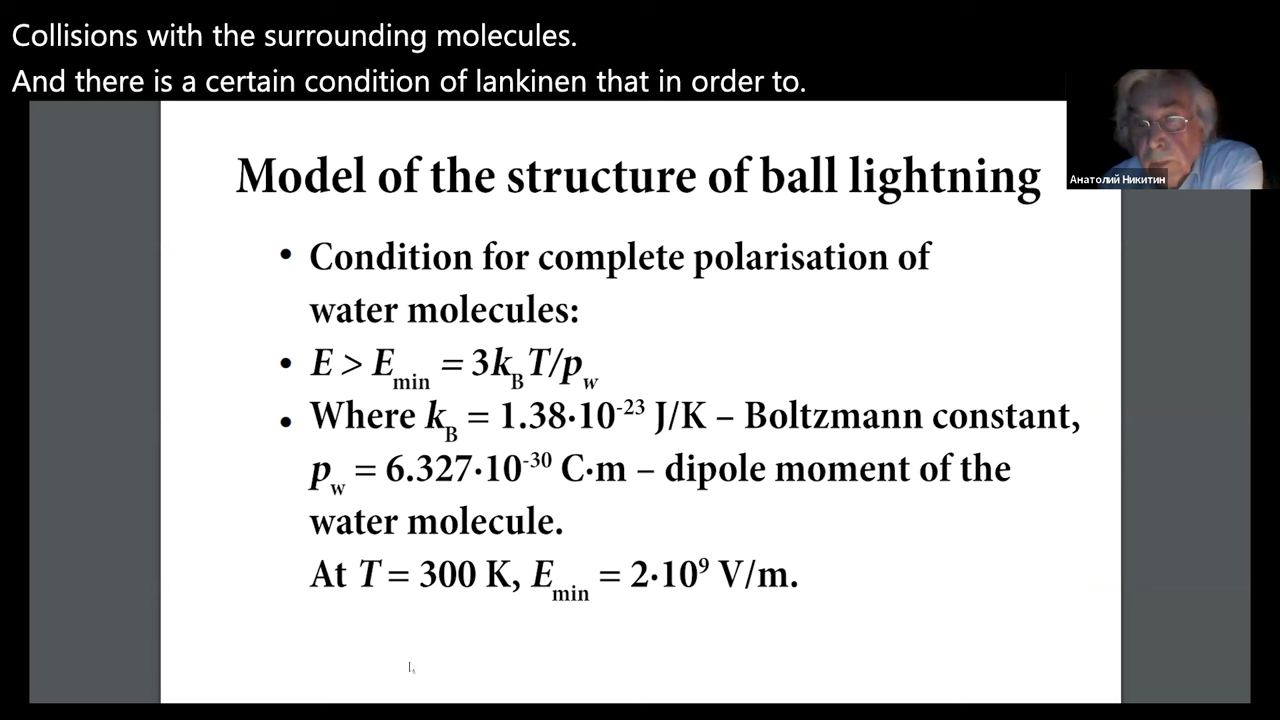 Collisions with the surrounding molecules.
And there is a certain condition of lankinen that in order to.
Анатолий Никитин
Model of the structure of ball lightning
• Condition for complete polarisation of
water molecules:
• E > E_min = 3k_B T/p_w
• Where k_B = 1.38·10^-23 J/K – Boltzmann constant,
p_w = 6.327·10^-30 C·m – dipole moment of the
water molecule.
At T = 300 K, E_min = 2·10^9 V/m.